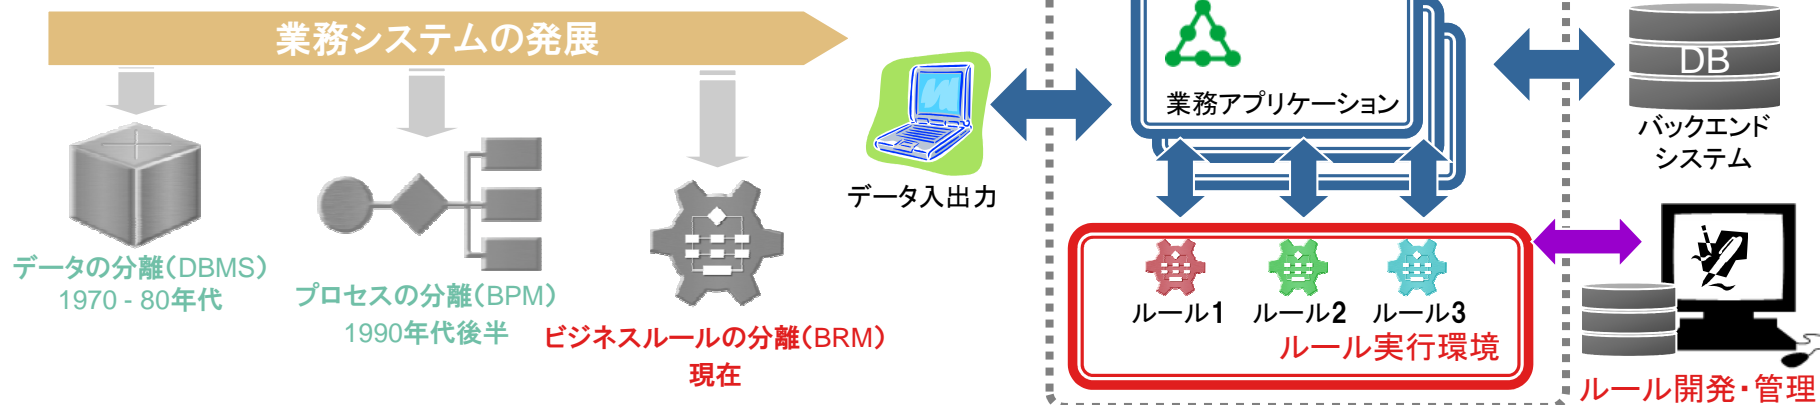 業務システムの発展
データの分離(DBMS)
1970 - 80年代
プロセスの分離(BPM)
1990年代後半
ビジネスルールの分離(BRM)
現在
データ入出力
業務アプリケーション
DB
バックエンド
システム
ルール1 ルール2 ルール3
ルール実行環境
ルール開発・管理